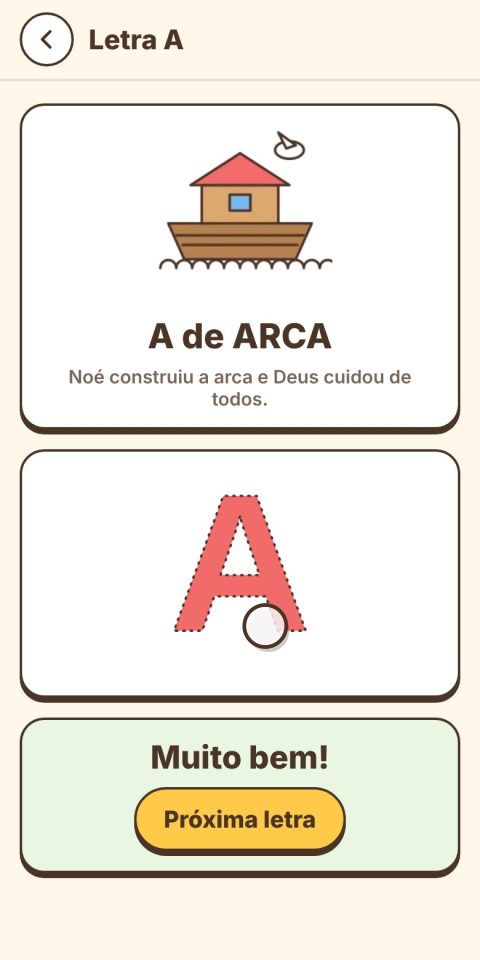 Letra A
A de ARCA
Noé construiu a arca e Deus cuidou de
todos.
A
Muito bem!
Próxima letra